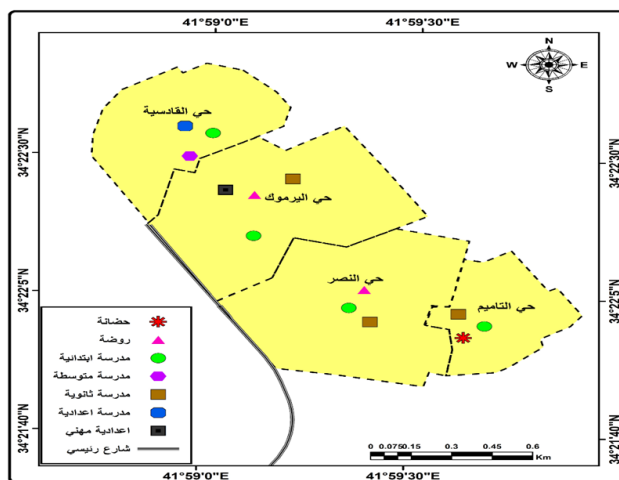 41°59'0"E
41°59'30"E
N
W E
S
حي القادسية
34°22'30"N
34°22'30"N
حي اليرموك
حي النصر
34°22'5"N
34°22'5"N
حي التاميم
حضانة
روضة
مدرسة ابتدائية
مدرسة متوسطة
مدرسة ثانوية
مدرسة اعدادية
اعدادية مهني
شارع رئيسي
34°21'40"N
34°21'40"N
0 0.075 0.15 0.3 0.45 0.6
Km
41°59'0"E
41°59'30"E